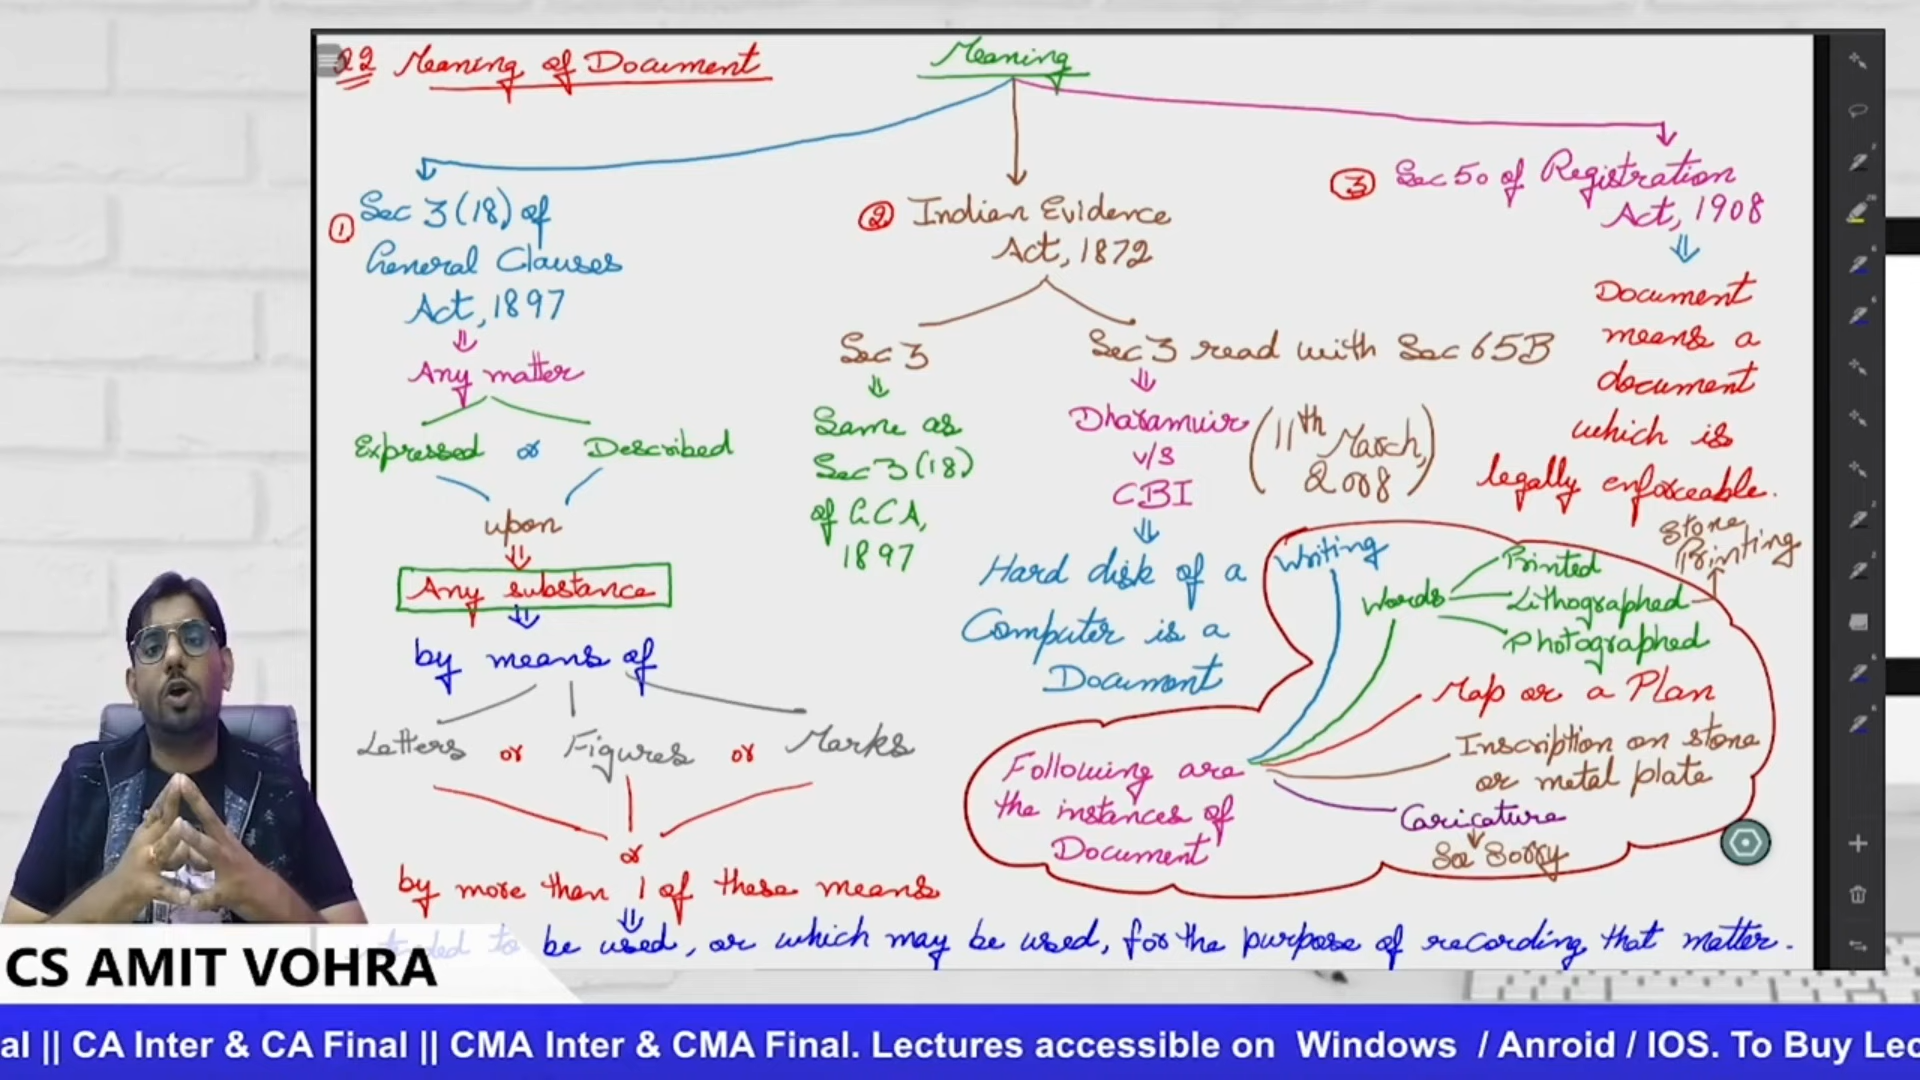 22 Meaning of Document
Meaning
1 Sec 3(18) of
General Clauses
Act, 1897
Any matter
Expressed or Described
upon
Any substance
by means of
Letters or Figures or Marks
or
by more than 1 of these means
to be used, or which may be used, for the purpose of recording that matter.
2 Indian Evidence
Act, 1872
Sec 3
Same as
Sec 3(18)
of GCA,
1897
Sec 3 read with Sec 65B
Dharamvir
v/s
CBI
(11th March,
2008)
Hard disk of a
Computer is a
Document
3 Sec 50 of Registration
Act, 1908
Document
means a
document
which is
legally enforceable.
Following are
the instances of
Document
Writing
Words
Printed
Lithographed
Stone
Printing
Photographed
Map or a Plan
Inscription on stone
or metal plate
Caricature
Sorry
CS AMIT VOHRA
al || CA Inter & CA Final || CMA Inter & CMA Final. Lectures accessible on Windows / Anroid / IOS. To Buy Lec